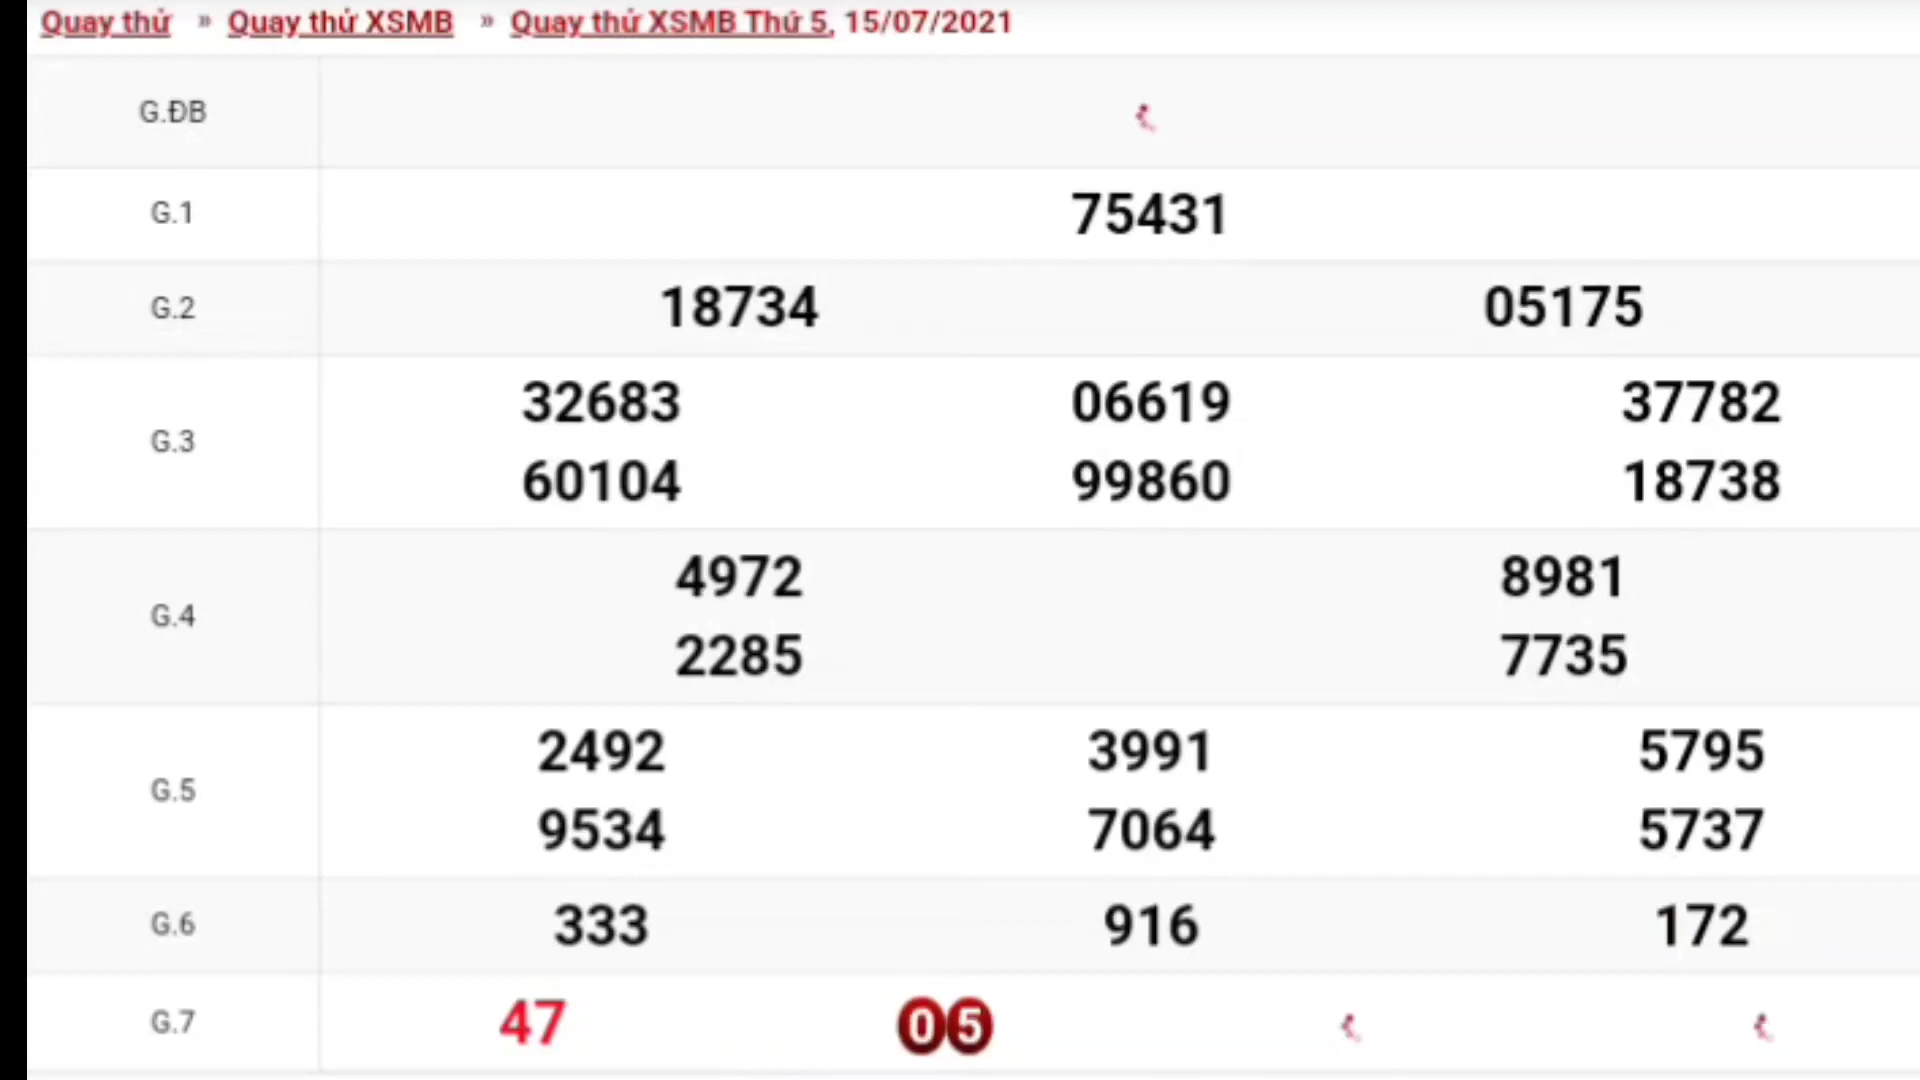 Quay thử » Quay thử XSMB » Quay thử XSMB Thứ 5, 15/07/2021
G.ĐB
G.1 75431
G.2 18734 05175
G.3 32683 06619 37782
60104 99860 18738
G.4 4972 8981
2285 7735
G.5 2492 3991 5795
9534 7064 5737
G.6 333 916 172
G.7 47 05